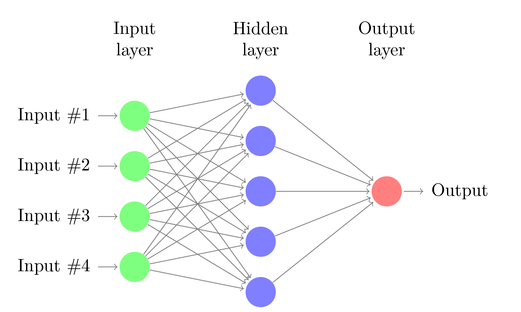 Input
layer
Hidden
layer
Output
layer
Input #1
Input #2
Input #3
Input #4
Output